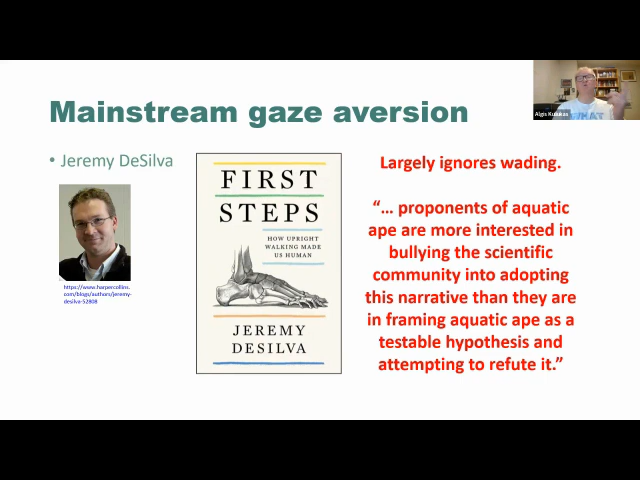 Mainstream gaze aversion
• Jeremy DeSilva
https://www.harpercollins.
com/blogs/authors/jeremy-
desilva-52808
FIRST
STEPS
HOW UPRIGHT
WALKING MADE
US HUMAN
JEREMY
DESILVA
Largely ignores wading.
“… proponents of aquatic
ape are more interested in
bullying the scientific
community into adopting
this narrative than they are
in framing aquatic ape as a
testable hypothesis and
attempting to refute it.”
WHAT
Algis Kuliukas